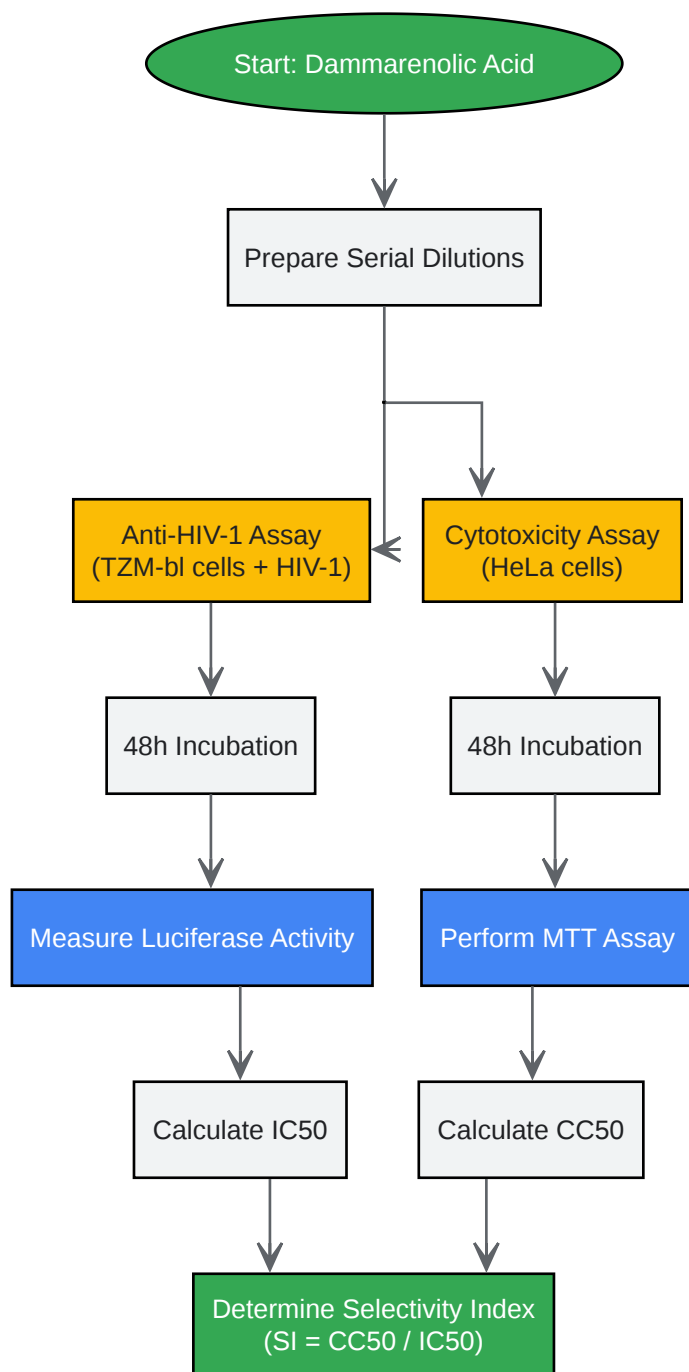 Start: Dammarenolic Acid
Prepare Serial Dilutions
Anti-HIV-1 Assay
(TZM-bl cells + HIV-1)
Cytotoxicity Assay
(HeLa cells)
48h Incubation
48h Incubation
Measure Luciferase Activity
Perform MTT Assay
Calculate IC50
Calculate CC50
Determine Selectivity Index
(SI = CC50 / IC50)